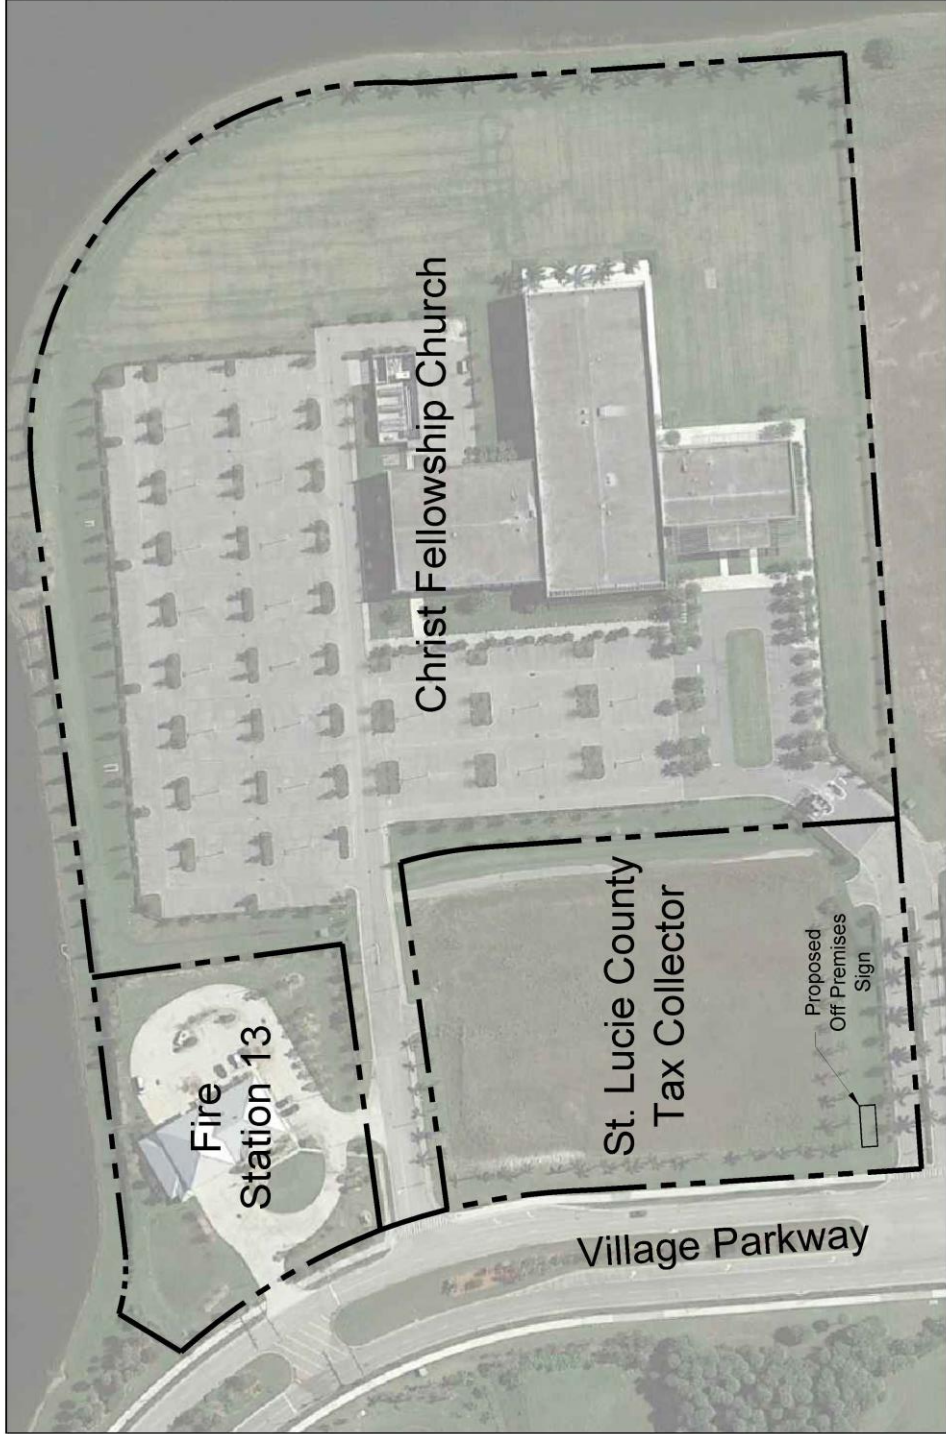 Christ Fellowship Church
Fire
Station 13
St. Lucie County
Tax Collector
Proposed
Off Premises
Sign
Village Parkway